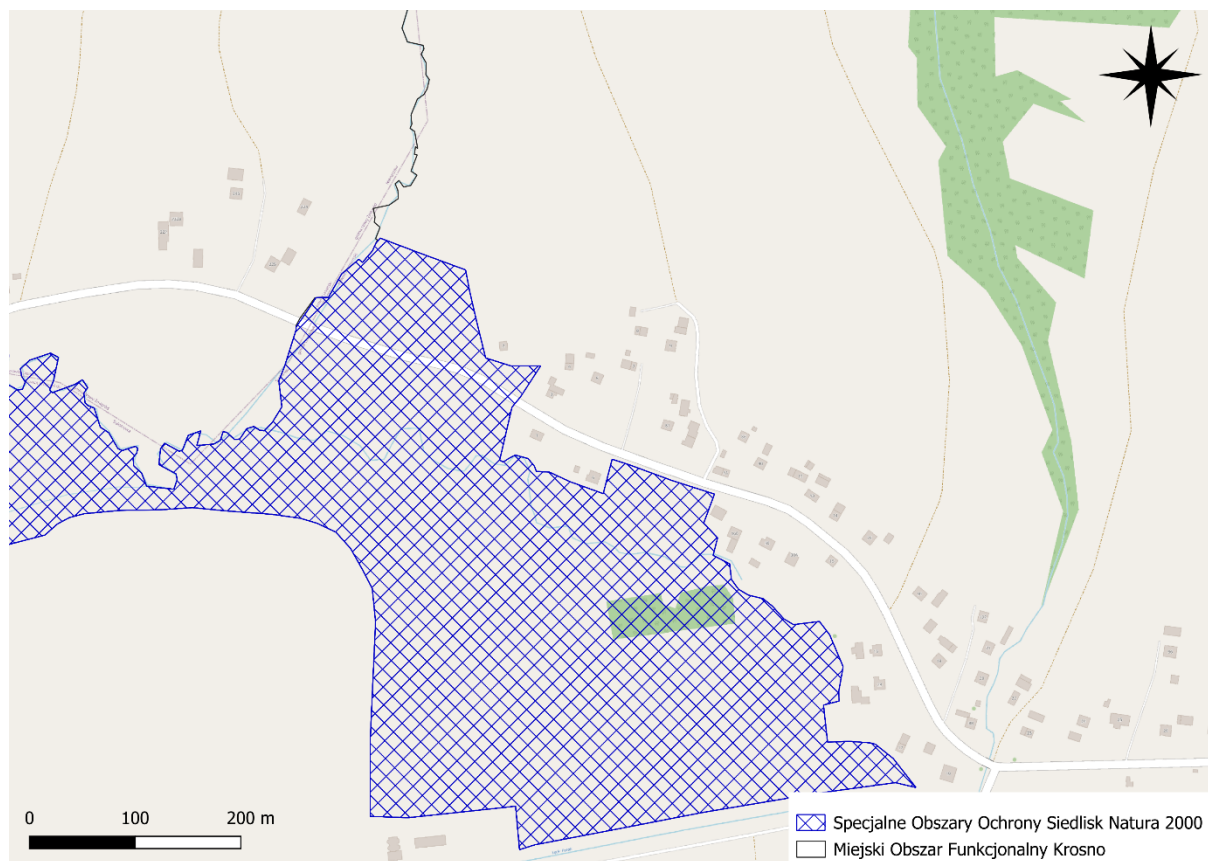 0 100 200 m
Specjalne Obszary Ochrony Siedlisk Natura 2000
Miejski Obszar Funkcjonalny Krosno